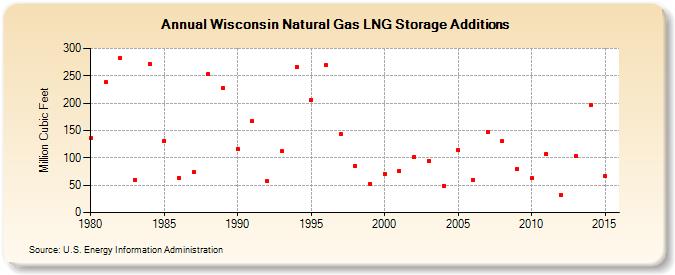 Annual Wisconsin Natural Gas LNG Storage Additions
Million Cubic Feet
300
250
200
150
100
50
0
1980 1985 1990 1995 2000 2005 2010 2015
Source: U.S. Energy Information Administration